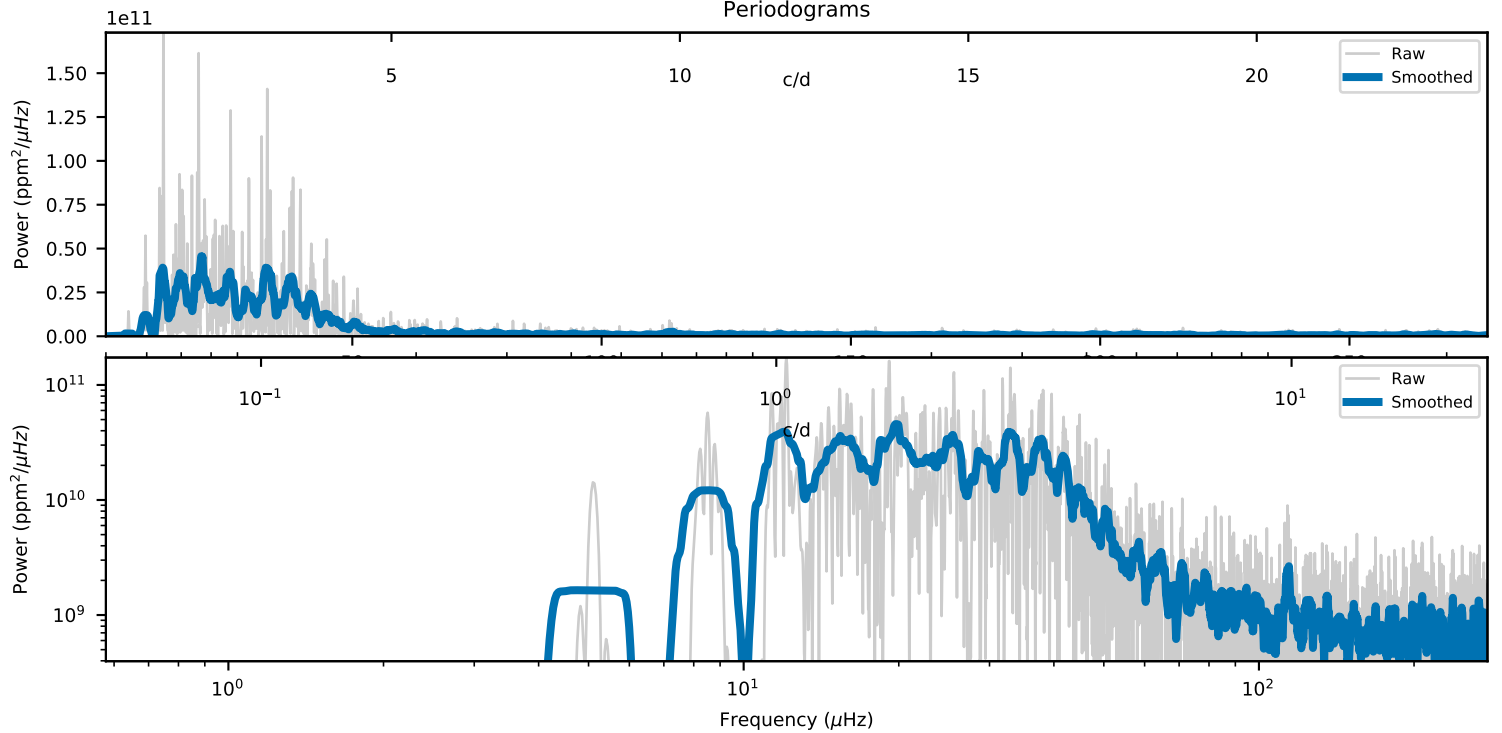 Periodograms
1e11
5 10 15 20
c/d
Raw
Smoothed
1.50
1.25
1.00
0.75
0.50
0.25
0.00
Power (ppm²/μHz)
10⁻¹ 10⁰ 10¹
c/d
Raw
Smoothed
10¹¹
10¹⁰
10⁹
Power (ppm²/μHz)
10⁰ 10¹ 10²
Frequency (μHz)